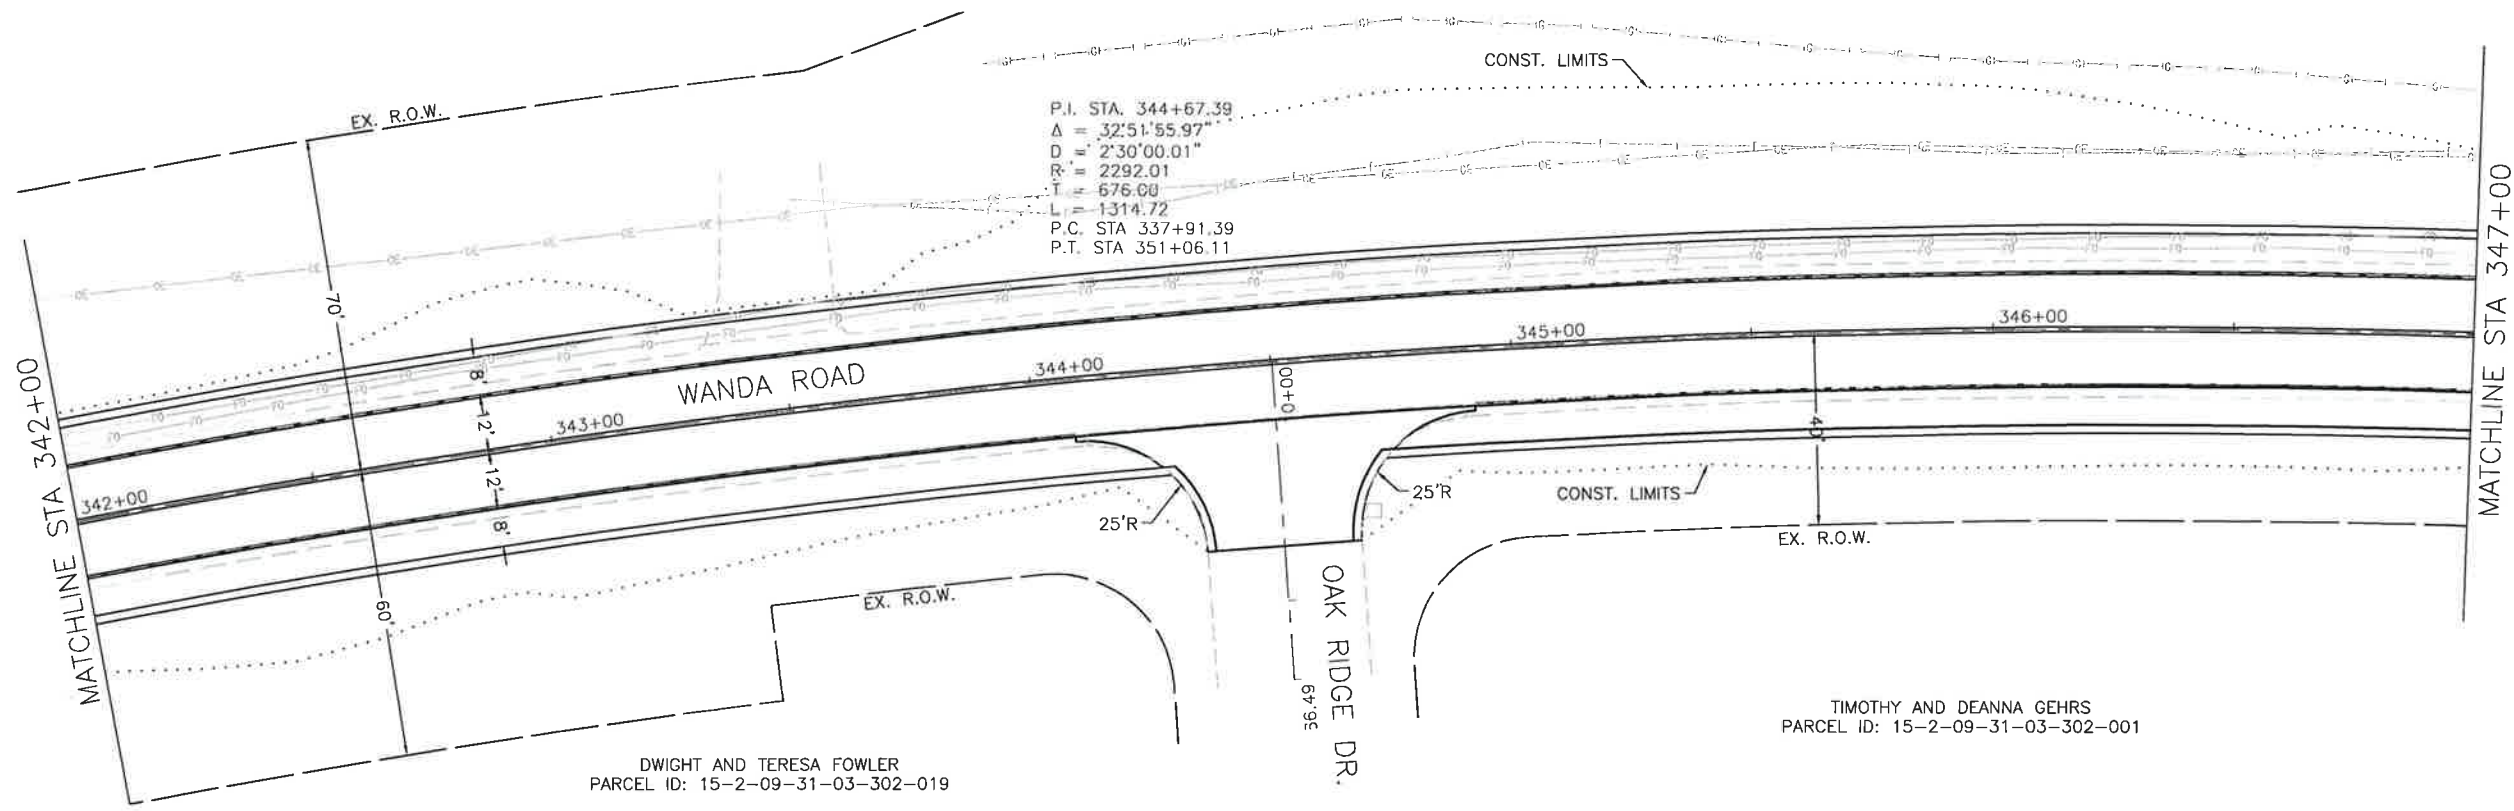 CONST. LIMITS
EX. R.O.W.
P.I. STA. 344+67.39
Δ = 32°51'55.97"
D = 2°30'00.01"
R = 2292.01
T = 676.00
L = 1314.72
P.C. STA 337+91.39
P.T. STA 351+06.11
70'
MATCHLINE STA 342+00
MATCHLINE STA 347+00
346+00
345+00
344+00
343+00
342+00
WANDA ROAD
8'
12'
12'
8'
0+00
40'
25'R
25'R
CONST. LIMITS
EX. R.O.W.
60'
EX. R.O.W.
OAK RIDGE DR.
36.49
TIMOTHY AND DEANNA GEHRS
PARCEL ID: 15-2-09-31-03-302-001
DWIGHT AND TERESA FOWLER
PARCEL ID: 15-2-09-31-03-302-019